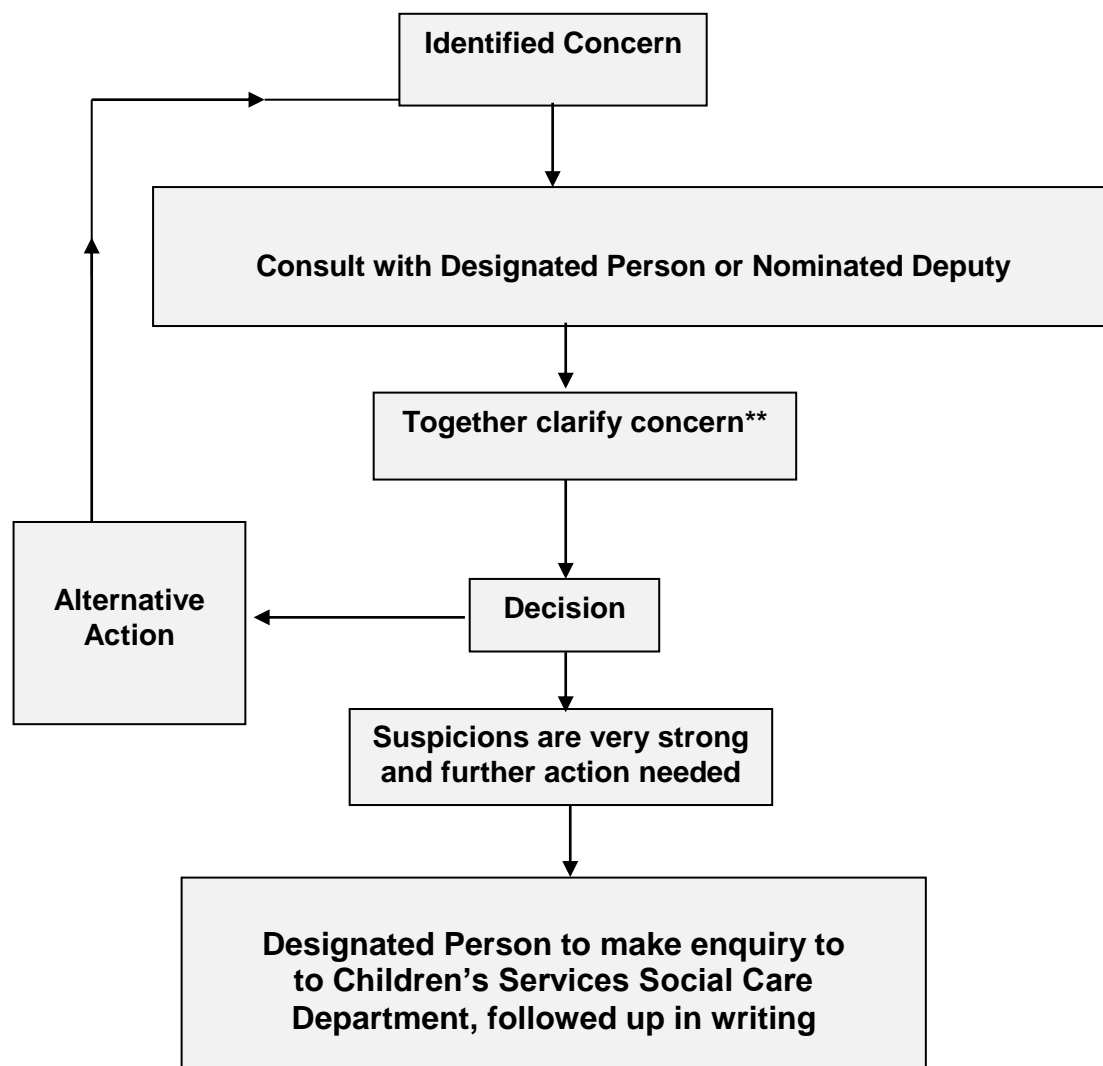 Identified Concern
Consult with Designated Person or Nominated Deputy
Together clarify concern**
Alternative
Action
Decision
Suspicions are very strong
and further action needed
Designated Person to make enquiry to
to Children’s Services Social Care
Department, followed up in writing